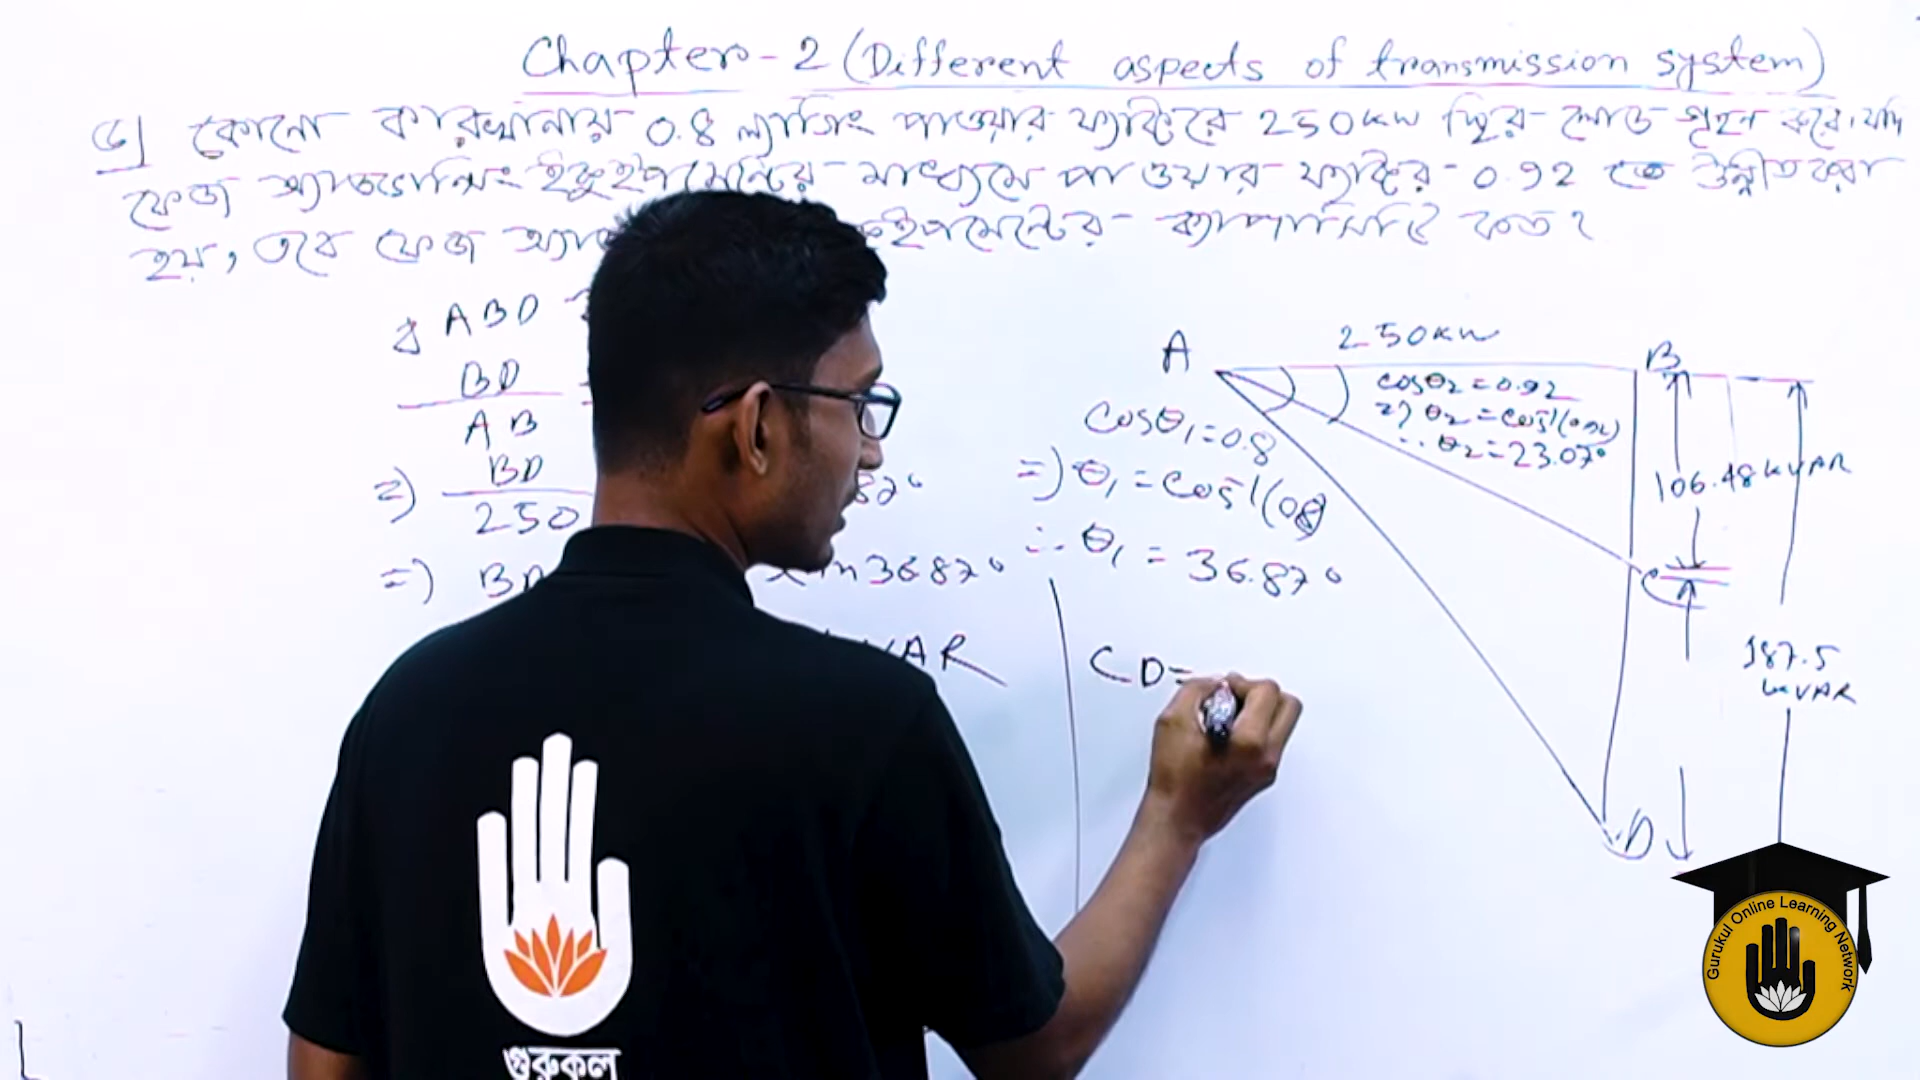 Chapter - 2 (Different aspects of transmission system)
৫| কোনো কারখানায় 0.8 ল্যাগিং পাওয়ার ফ্যাক্টরে 250kW স্থির লোড গ্রহন করে। যদি
ফেজ অ্যাডভান্সিং ইকুইপমেন্টের মাধ্যমে পাওয়ার ফ্যাক্টর 0.92 তে উন্নীত করা
হয়, তবে ফেজ ইকুইপমেন্টের ক্যাপাসিটি কত?
ABD
BD
AB
=) BD
250
87°
=) BD 36.87°
VAR
A
250kW
B
Cosθ₁ = 0.8
=) θ₁ = cos⁻¹(0.8)
∴ θ₁ = 36.87°
cosθ₂ = 0.92
=) θ₂ = cos⁻¹(0.92)
∴ θ₂ = 23.07°
106.48 kVAR
C
187.5
kVAR
D
CD =
গুরুকুল
Gurukul Online Learning Network